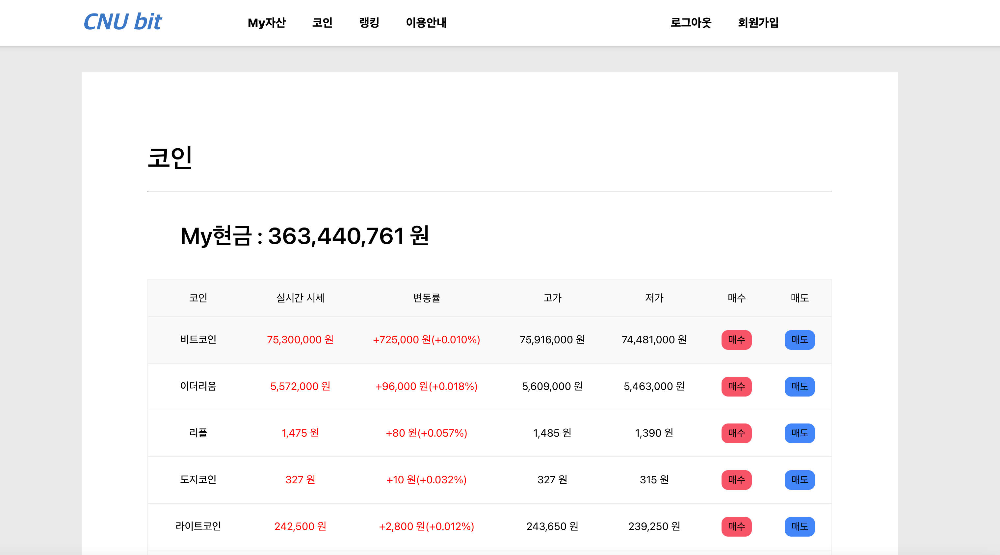 CNU bit My자산 코인 랭킹 이용안내 로그아웃 회원가입
코인
My현금 : 363,440,761 원
코인 실시간 시세 변동률 고가 저가 매수 매도
비트코인 75,300,000 원 +725,000 원(+0.010%) 75,916,000 원 74,481,000 원 매수 매도
이더리움 5,572,000 원 +96,000 원(+0.018%) 5,609,000 원 5,463,000 원 매수 매도
리플 1,475 원 +80 원(+0.057%) 1,485 원 1,390 원 매수 매도
도지코인 327 원 +10 원(+0.032%) 327 원 315 원 매수 매도
라이트코인 242,500 원 +2,800 원(+0.012%) 243,650 원 239,250 원 매수 매도